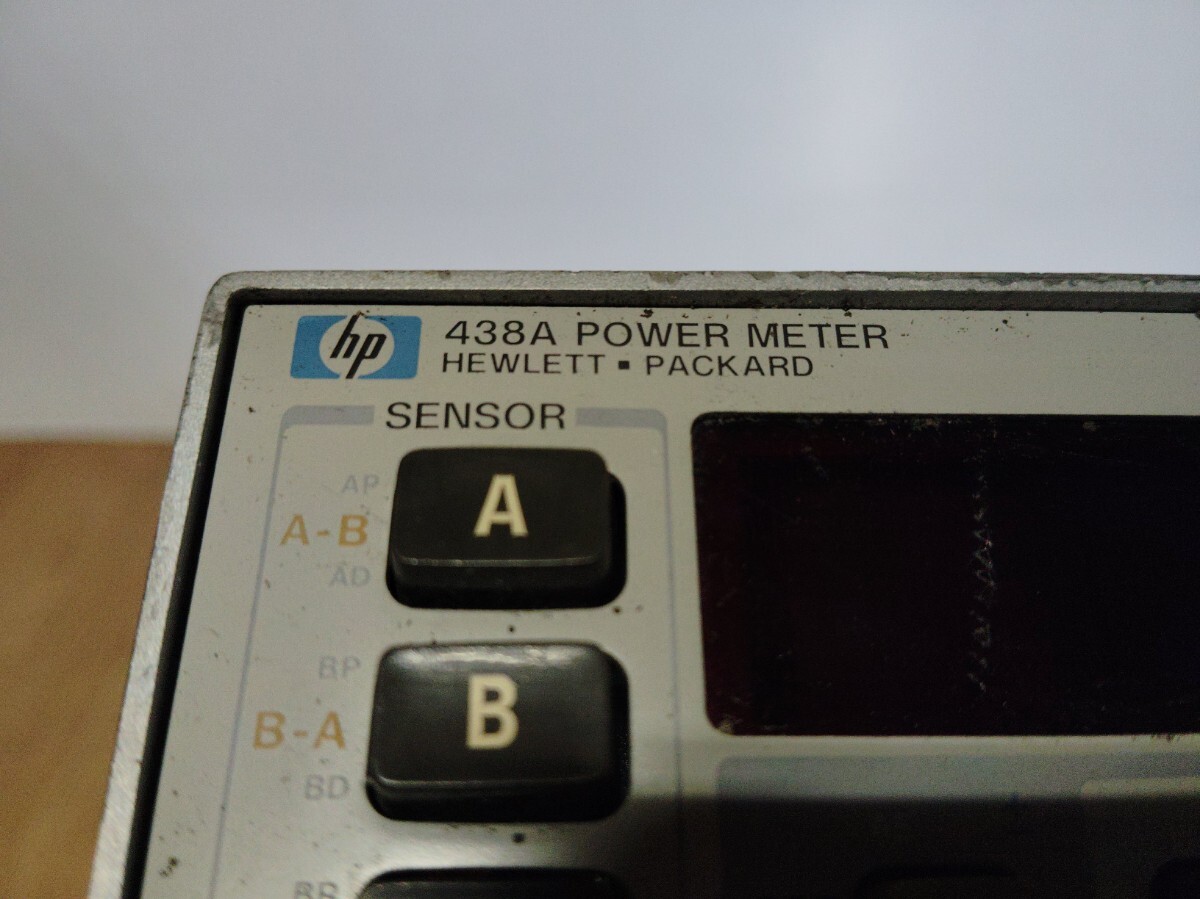 hp
438A POWER METER
HEWLETT ▪ PACKARD
SENSOR
AP
A-B
AD
A
BP
B-A
BD
B